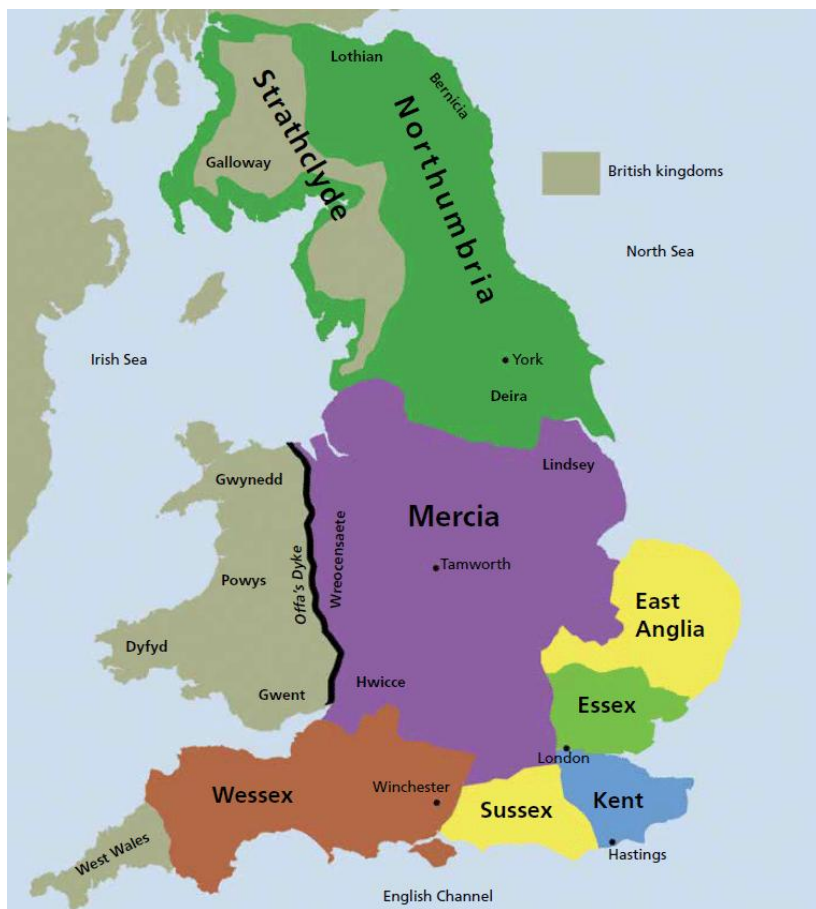 Lothian
Bernicia
Strathclyde
Northumbria
Galloway
British kingdoms
North Sea
Irish Sea
York
Deira
Lindsey
Gwynedd
Mercia
Offa's Dyke
Wreocensaete
Tamworth
Powys
East
Anglia
Dyfyd
Hwicce
Gwent
Essex
London
Wessex
Winchester
Sussex
Kent
West Wales
Hastings
English Channel